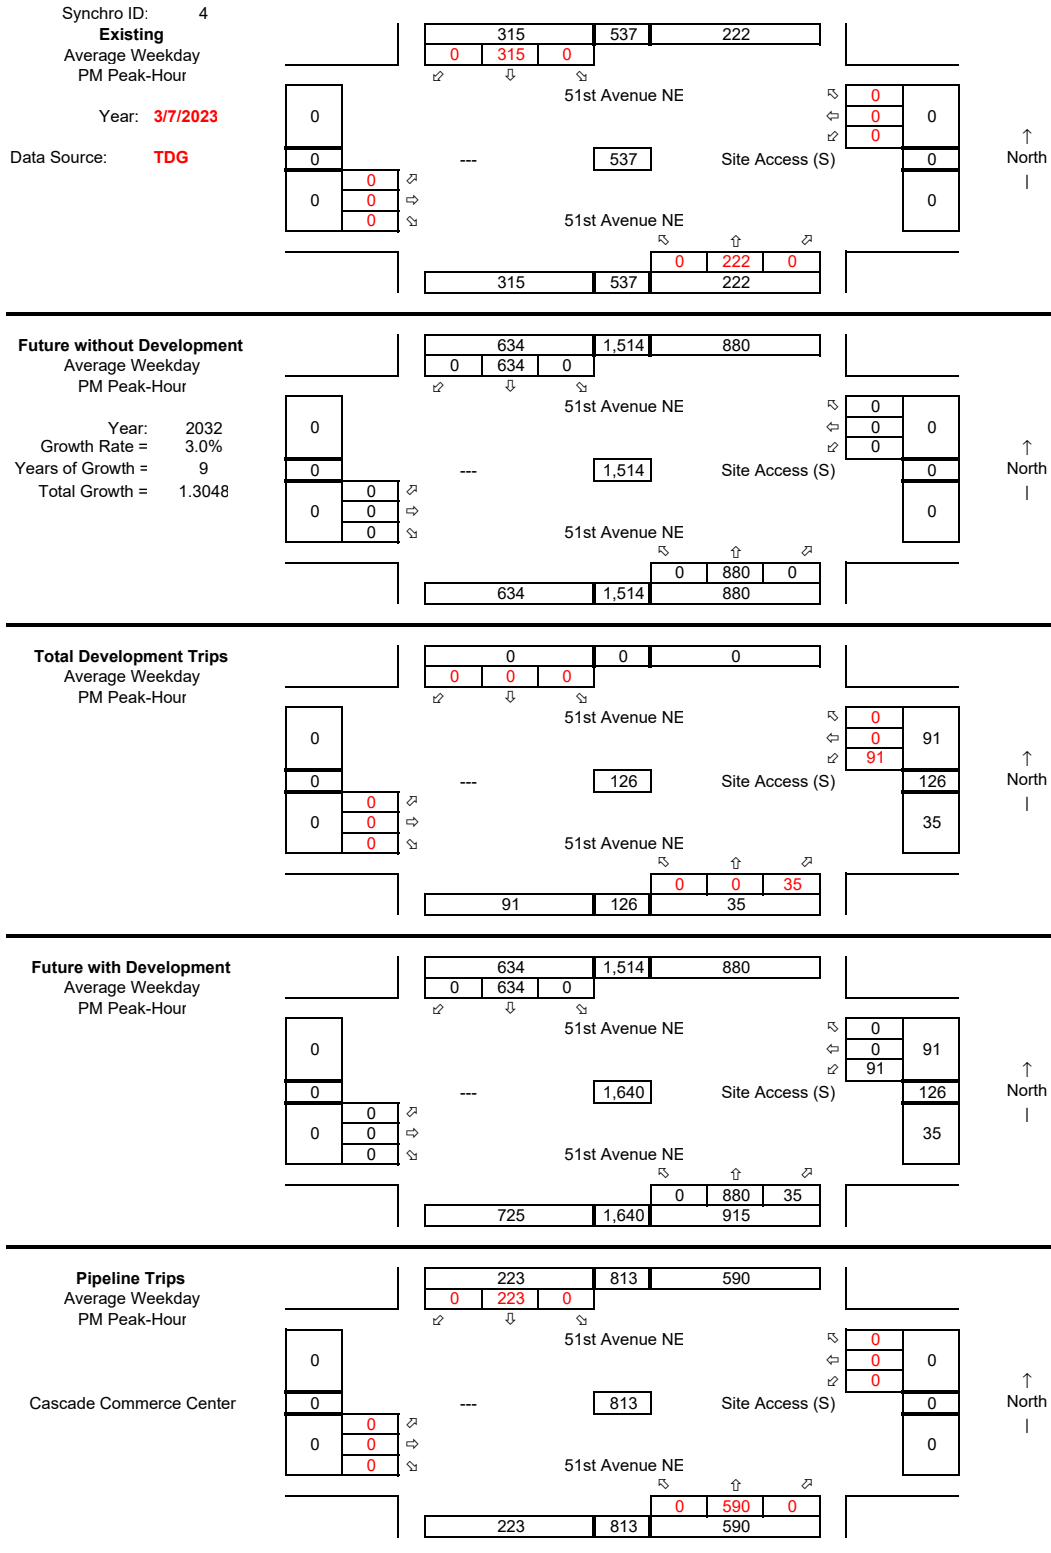 Synchro ID: 4
Existing
Average Weekday
PM Peak-Hour
Year: 3/7/2023
Data Source: TDG
315 537 222
0 315 0
⬃ ⇩ ⬂
51st Avenue NE
⬁ 0
⇦ 0 0
⬃ 0
0
0 --- 537 Site Access (S) 0
0 ⬀
0 0 ⇨ 0
0 ⬂
51st Avenue NE
⬁ ⇧ ⬀
0 222 0
315 537 222
↑
North
|
Future without Development
Average Weekday
PM Peak-Hour
Year: 2032
Growth Rate = 3.0%
Years of Growth = 9
Total Growth = 1.3048
634 1,514 880
0 634 0
⬃ ⇩ ⬂
51st Avenue NE
⬁ 0
⇦ 0 0
⬃ 0
0
0 --- 1,514 Site Access (S) 0
0 ⬀
0 0 ⇨ 0
0 ⬂
51st Avenue NE
⬁ ⇧ ⬀
0 880 0
634 1,514 880
↑
North
|
Total Development Trips
Average Weekday
PM Peak-Hour
0 0 0
0 0 0
⬃ ⇩ ⬂
51st Avenue NE
⬁ 0
⇦ 0 91
⬃ 91
0
0 --- 126 Site Access (S) 126
0 ⬀
0 0 ⇨ 35
0 ⬂
51st Avenue NE
⬁ ⇧ ⬀
0 0 35
91 126 35
↑
North
|
Future with Development
Average Weekday
PM Peak-Hour
634 1,514 880
0 634 0
⬃ ⇩ ⬂
51st Avenue NE
⬁ 0
⇦ 0 91
⬃ 91
0
0 --- 1,640 Site Access (S) 126
0 ⬀
0 0 ⇨ 35
0 ⬂
51st Avenue NE
⬁ ⇧ ⬀
0 880 35
725 1,640 915
↑
North
|
Pipeline Trips
Average Weekday
PM Peak-Hour
Cascade Commerce Center
223 813 590
0 223 0
⬃ ⇩ ⬂
51st Avenue NE
⬁ 0
⇦ 0 0
⬃ 0
0
0 --- 813 Site Access (S) 0
0 ⬀
0 0 ⇨ 0
0 ⬂
51st Avenue NE
⬁ ⇧ ⬀
0 590 0
223 813 590
↑
North
|